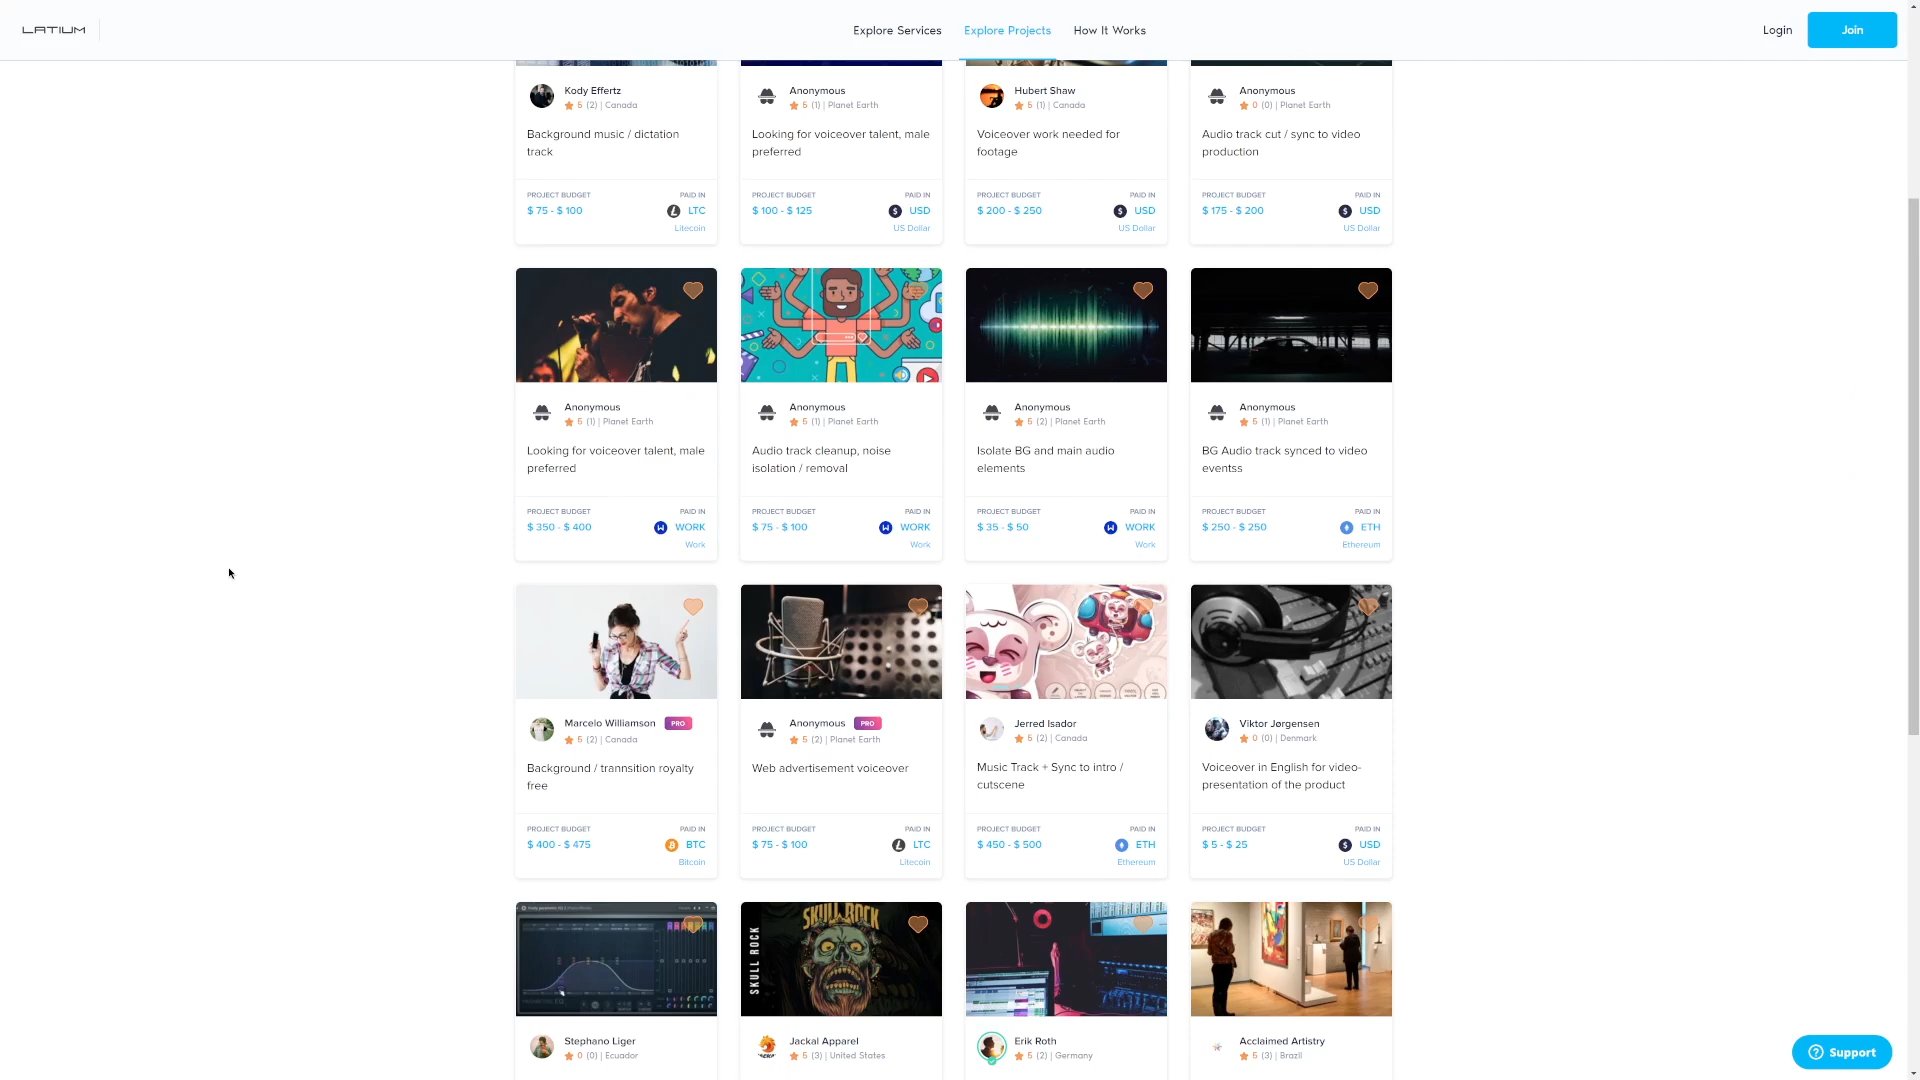 LATIUM
Explore Services
Explore Projects
How It Works
Login
Join
Kody Effertz
5 (2) | Canada
Background music / dictation
track
PROJECT BUDGET
PAID IN
$ 75 - $ 100
LTC
Litecoin
Anonymous
5 (1) | Planet Earth
Looking for voiceover talent, male
preferred
PROJECT BUDGET
PAID IN
$ 100 - $ 125
USD
US Dollar
Hubert Shaw
5 (1) | Canada
Voiceover work needed for
footage
PROJECT BUDGET
PAID IN
$ 200 - $ 250
USD
US Dollar
Anonymous
0 (0) | Planet Earth
Audio track cut / sync to video
production
PROJECT BUDGET
PAID IN
$ 175 - $ 200
USD
US Dollar
Anonymous
5 (1) | Planet Earth
Looking for voiceover talent, male
preferred
PROJECT BUDGET
PAID IN
$ 350 - $ 400
WORK
Work
Anonymous
5 (1) | Planet Earth
Audio track cleanup, noise
isolation / removal
PROJECT BUDGET
PAID IN
$ 75 - $ 100
WORK
Work
Anonymous
5 (2) | Planet Earth
Isolate BG and main audio
elements
PROJECT BUDGET
PAID IN
$ 35 - $ 50
WORK
Work
Anonymous
5 (1) | Planet Earth
BG Audio track synced to video
eventss
PROJECT BUDGET
PAID IN
$ 250 - $ 250
ETH
Ethereum
Marcelo Williamson PRO
5 (2) | Canada
Background / trannsition royalty
free
PROJECT BUDGET
PAID IN
$ 400 - $ 475
BTC
Bitcoin
Anonymous PRO
5 (2) | Planet Earth
Web advertisement voiceover
PROJECT BUDGET
PAID IN
$ 75 - $ 100
LTC
Litecoin
Jerred Isador
5 (2) | Canada
Music Track + Sync to intro /
cutscene
PROJECT BUDGET
PAID IN
$ 450 - $ 500
ETH
Ethereum
Viktor Jørgensen
0 (0) | Denmark
Voiceover in English for video-
presentation of the product
PROJECT BUDGET
PAID IN
$ 5 - $ 25
USD
US Dollar
Stephano Liger
0 (0) | Ecuador
SKULL ROCK
SKULL ROCK
Jackal Apparel
5 (3) | United States
Erik Roth
5 (2) | Germany
Acclaimed Artistry
5 (3) | Brazil
Support